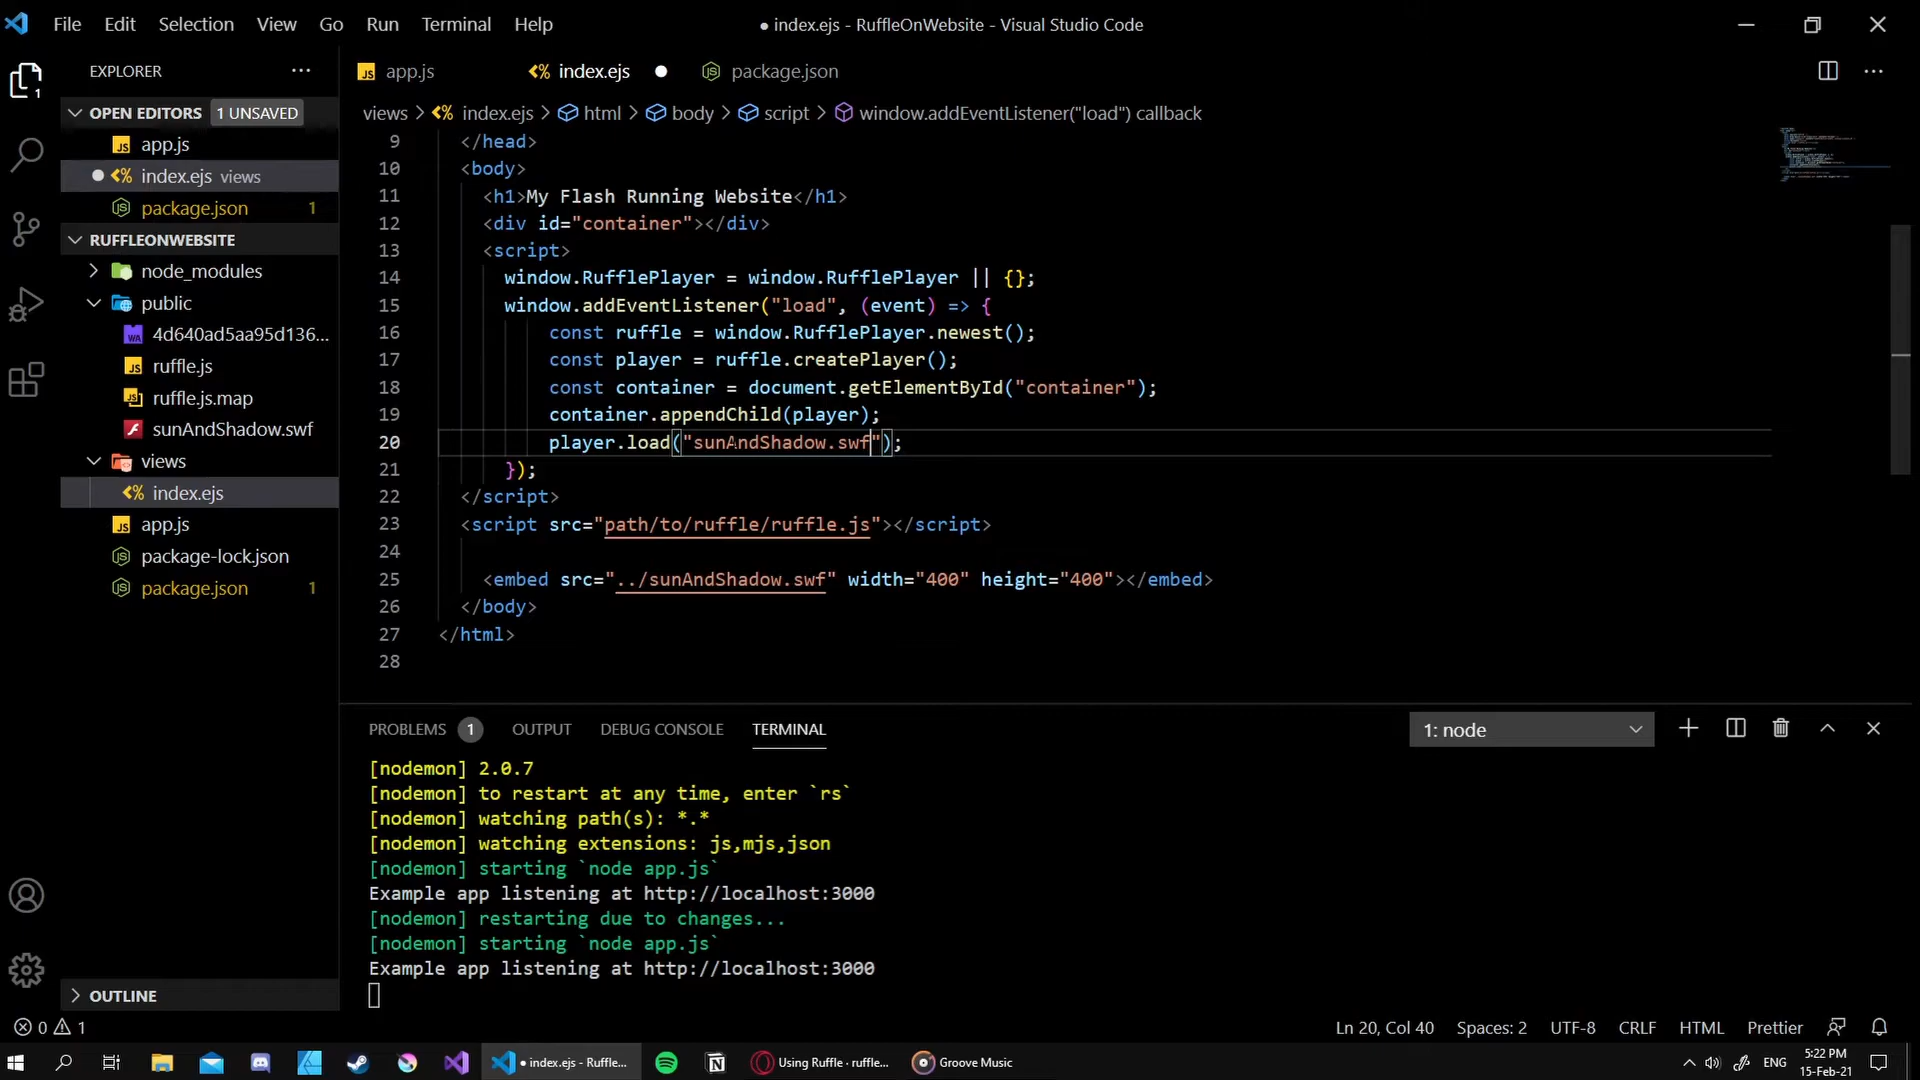 File Edit Selection View Go Run Terminal Help
● index.ejs - RuffleOnWebsite - Visual Studio Code
EXPLORER
app.js index.ejs package.json
OPEN EDITORS 1 UNSAVED
app.js
index.ejs views
package.json 1
RUFFLEONWEBSITE
node_modules
public
4d640ad5aa95d136...
ruffle.js
ruffle.js.map
sunAndShadow.swf
views
index.ejs
app.js
package-lock.json
package.json 1
OUTLINE
views > index.ejs > html > body > script > window.addEventListener("load") callback
9 </head>
10 <body>
11 <h1>My Flash Running Website</h1>
12 <div id="container"></div>
13 <script>
14 window.RufflePlayer = window.RufflePlayer || {};
15 window.addEventListener("load", (event) => {
16 const ruffle = window.RufflePlayer.newest();
17 const player = ruffle.createPlayer();
18 const container = document.getElementById("container");
19 container.appendChild(player);
20 player.load("sunAndShadow.swf");
21 });
22 </script>
23 <script src="path/to/ruffle/ruffle.js"></script>
24
25 <embed src="../sunAndShadow.swf" width="400" height="400"></embed>
26 </body>
27 </html>
28
PROBLEMS 1 OUTPUT DEBUG CONSOLE TERMINAL
1: node
[nodemon] 2.0.7
[nodemon] to restart at any time, enter `rs`
[nodemon] watching path(s): *.*
[nodemon] watching extensions: js,mjs,json
[nodemon] starting `node app.js`
Example app listening at http://localhost:3000
[nodemon] restarting due to changes...
[nodemon] starting `node app.js`
Example app listening at http://localhost:3000
0 1
Ln 20, Col 40 Spaces: 2 UTF-8 CRLF HTML Prettier
● index.ejs - Ruffle...
Using Ruffle · ruffle...
Groove Music
ENG
5:22 PM
15-Feb-21